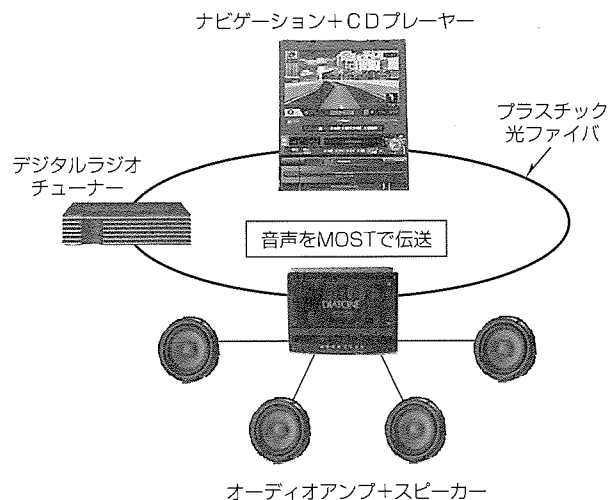 ナビゲーション+CDプレーヤー
プラスチック
光ファイバ
デジタルラジオ
チューナー
音声をMOSTで伝送
DIATONE
オーディオアンプ+スピーカー